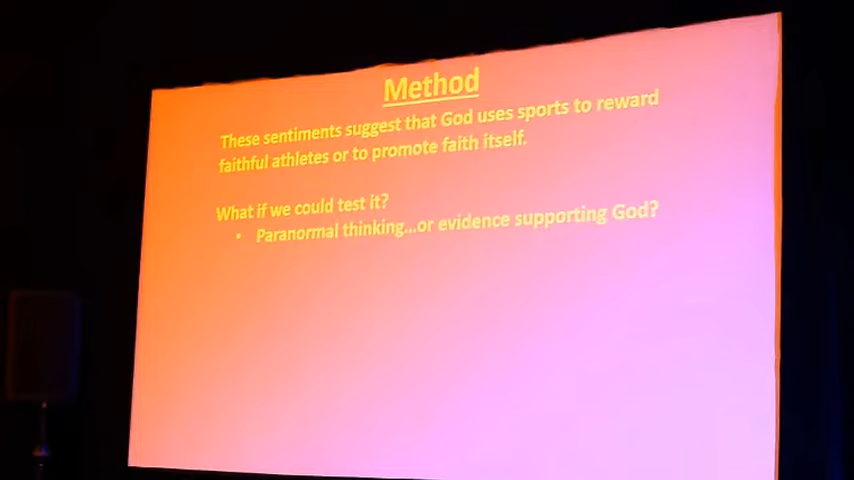 Method
These sentiments suggest that God uses sports to reward
faithful athletes or to promote faith itself.
What if we could test it?
• Paranormal thinking...or evidence supporting God?